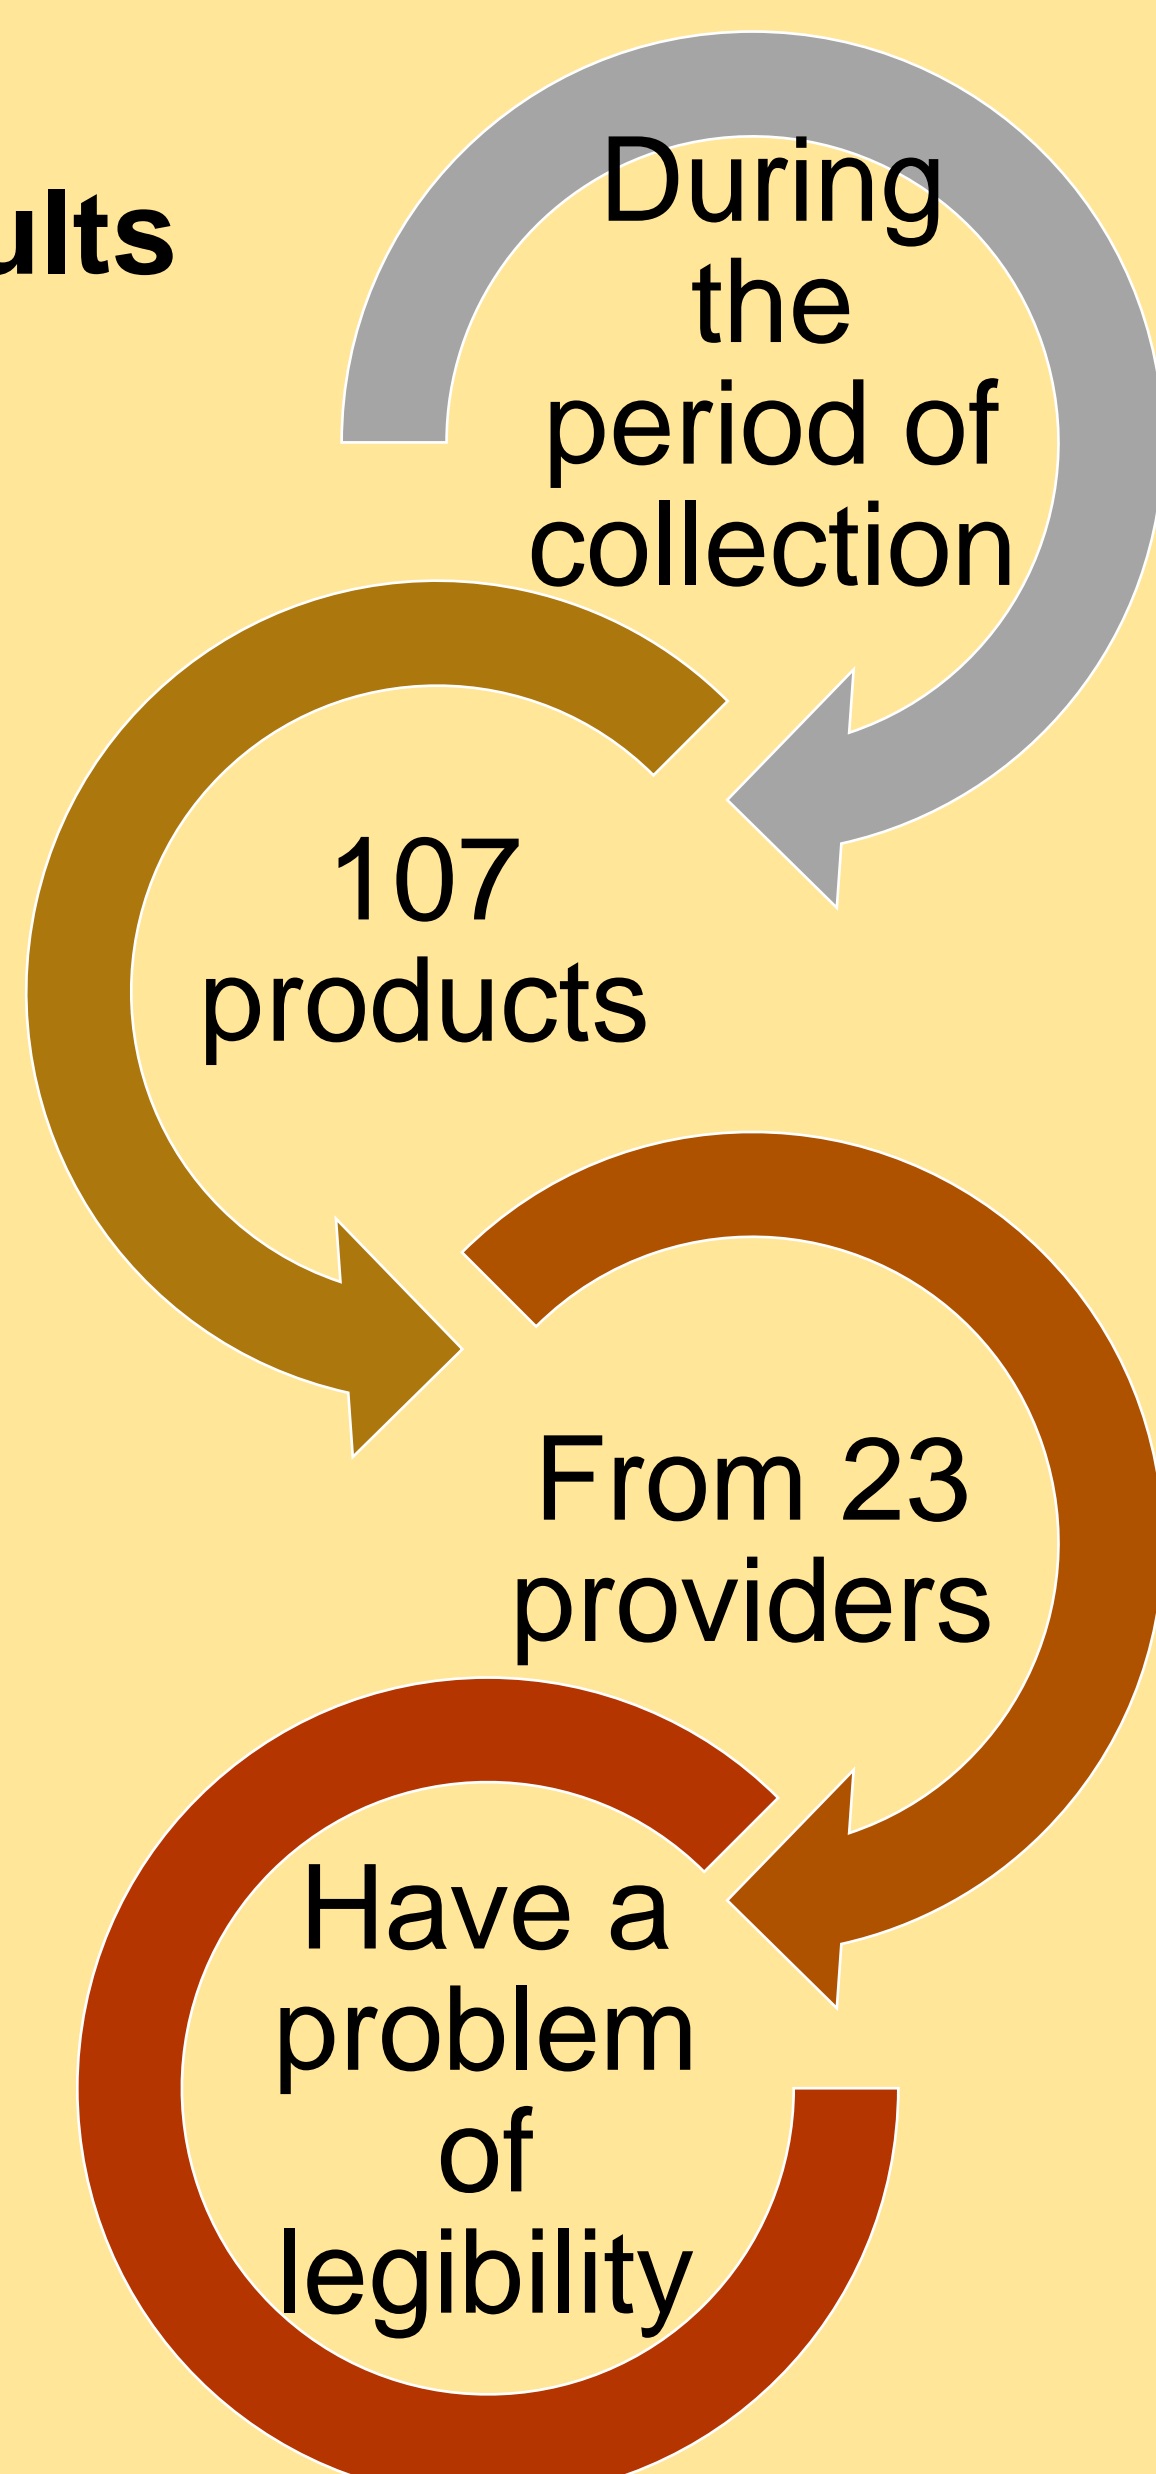 ults
During
the
period of
collection
107
products
From 23
providers
Have a
problem
of
legibility